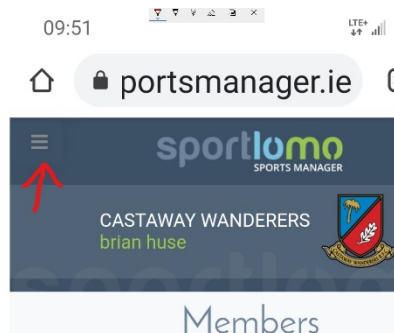 09:51
LTE+
portsmanager.ie
sportlomo
SPORTS MANAGER
CASTAWAY WANDERERS
brian huse
Members